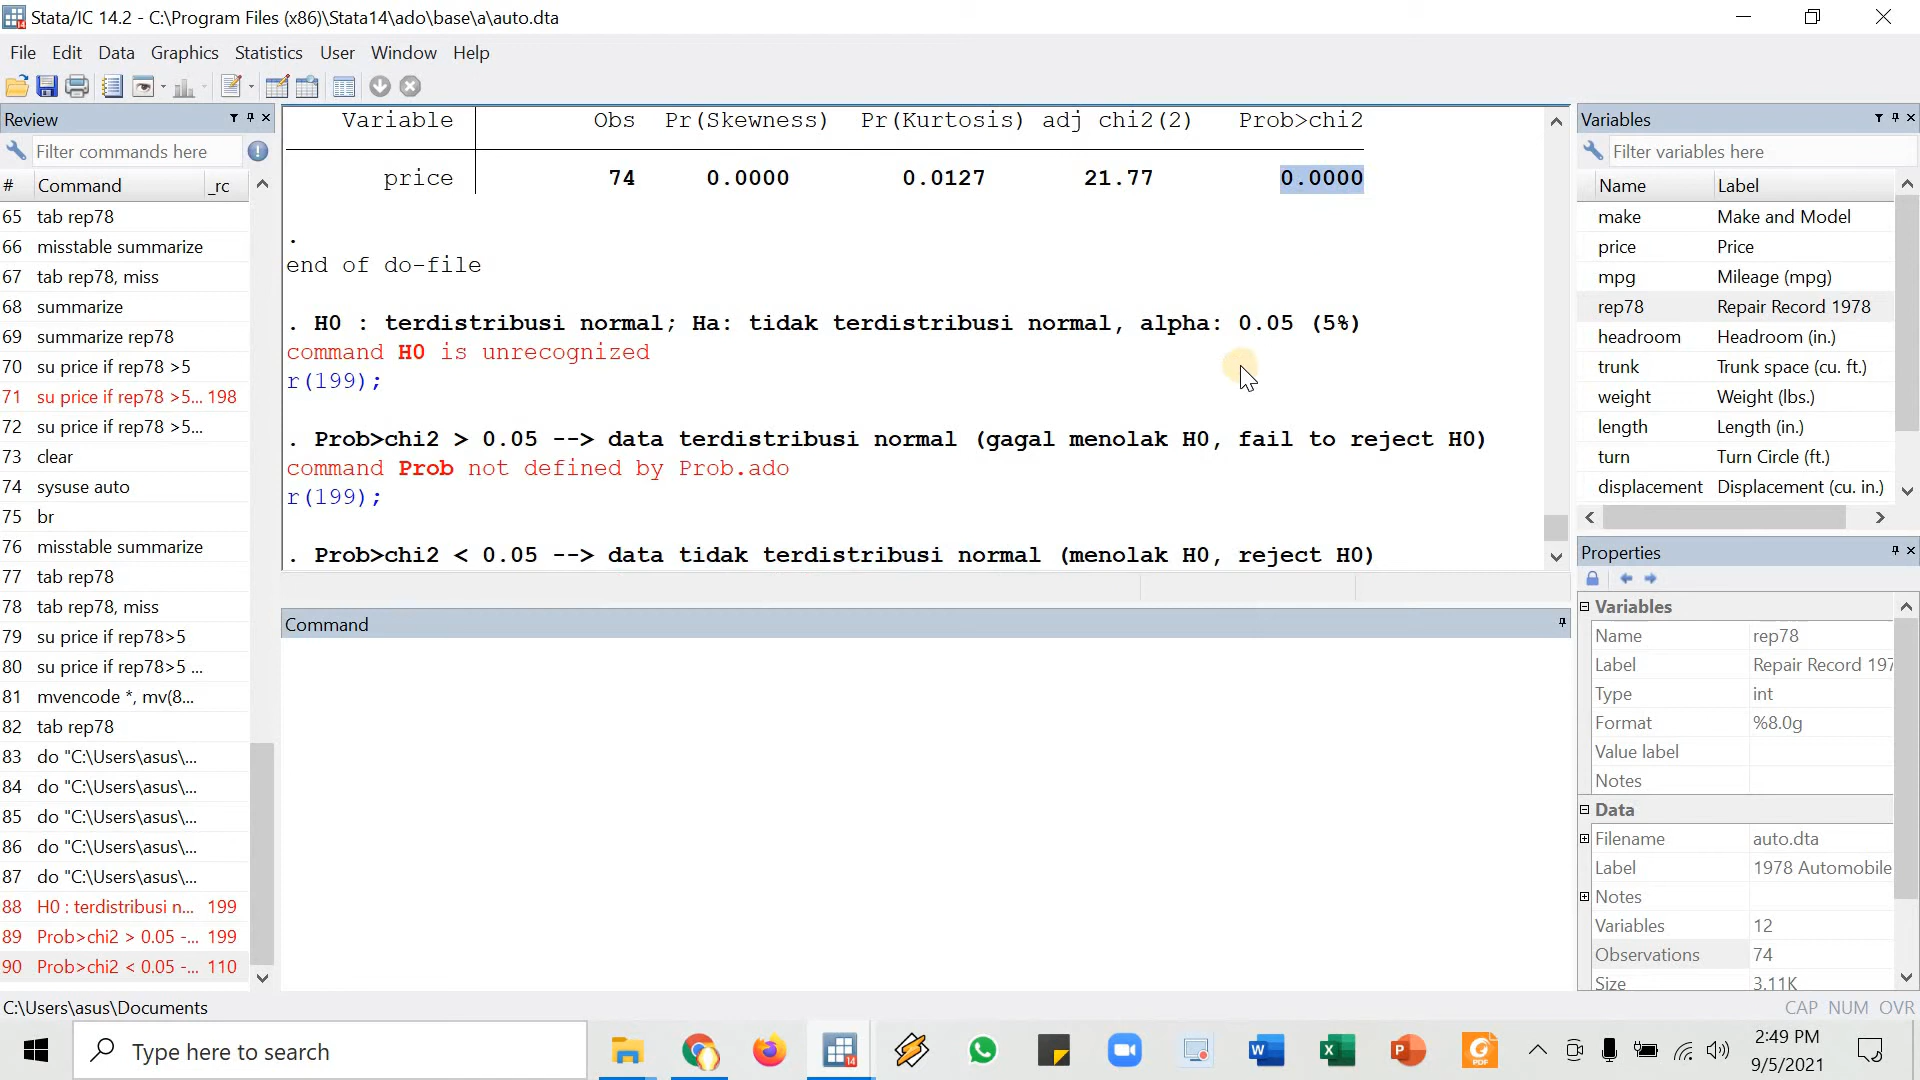 Stata/IC 14.2 - C:\Program Files (x86)\Stata14\ado\base\a\auto.dta
File Edit Data Graphics Statistics User Window Help
Review
Filter commands here
# Command _rc
65 tab rep78
66 misstable summarize
67 tab rep78, miss
68 summarize
69 summarize rep78
70 su price if rep78 >5
71 su price if rep78 >5... 198
72 su price if rep78 >5...
73 clear
74 sysuse auto
75 br
76 misstable summarize
77 tab rep78
78 tab rep78, miss
79 su price if rep78>5
80 su price if rep78>5 ...
81 mvencode *, mv(8...
82 tab rep78
83 do "C:\Users\asus\...
84 do "C:\Users\asus\...
85 do "C:\Users\asus\...
86 do "C:\Users\asus\...
87 do "C:\Users\asus\...
88 H0 : terdistribusi n... 199
89 Prob>chi2 > 0.05 -... 199
90 Prob>chi2 < 0.05 -... 110
Variable Obs Pr(Skewness) Pr(Kurtosis) adj chi2(2) Prob>chi2
price 74 0.0000 0.0127 21.77 0.0000
.
end of do-file
. H0 : terdistribusi normal; Ha: tidak terdistribusi normal, alpha: 0.05 (5%)
command H0 is unrecognized
r(199);
. Prob>chi2 > 0.05 --> data terdistribusi normal (gagal menolak H0, fail to reject H0)
command Prob not defined by Prob.ado
r(199);
. Prob>chi2 < 0.05 --> data tidak terdistribusi normal (menolak H0, reject H0)
Command
Variables
Filter variables here
Name Label
make Make and Model
price Price
mpg Mileage (mpg)
rep78 Repair Record 1978
headroom Headroom (in.)
trunk Trunk space (cu. ft.)
weight Weight (lbs.)
length Length (in.)
turn Turn Circle (ft.)
displacement Displacement (cu. in.)
Properties
Variables
Name rep78
Label Repair Record 197
Type int
Format %8.0g
Value label
Notes
Data
Filename auto.dta
Label 1978 Automobile
Notes
Variables 12
Observations 74
Size 3.11K
C:\Users\asus\Documents
CAP NUM OVR
Type here to search
14
PDF
2:49 PM
9/5/2021